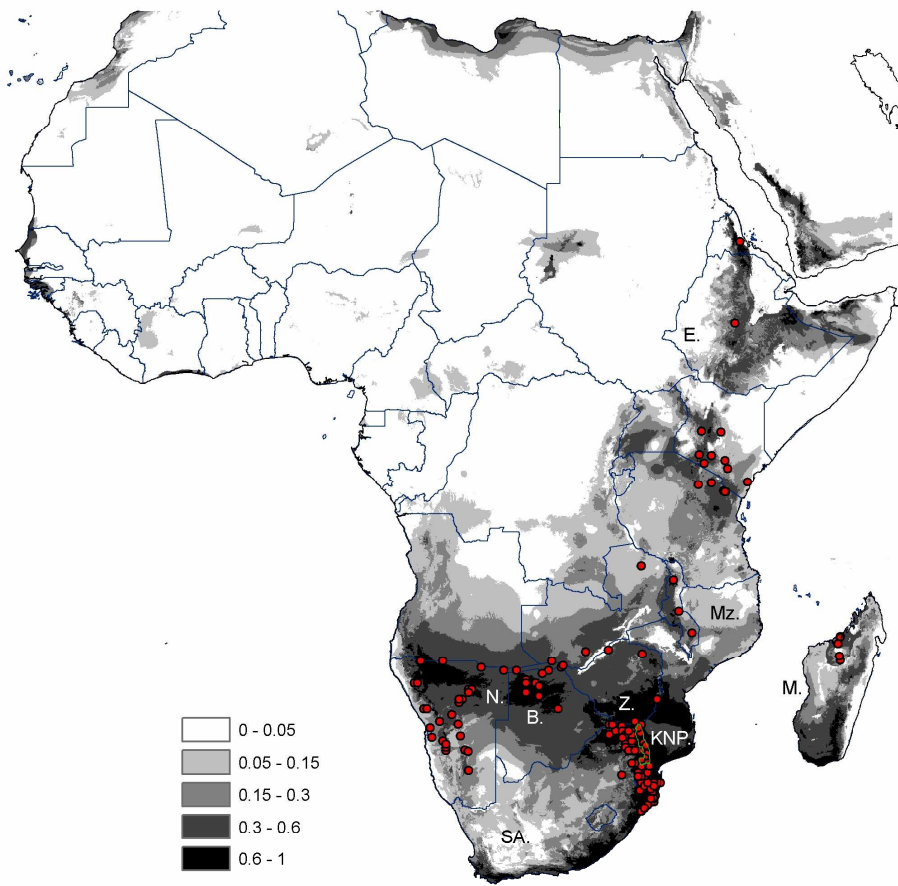 E.
Mz.
M.
N.
B.
Z.
KNP.
SA.
0 - 0.05
0.05 - 0.15
0.15 - 0.3
0.3 - 0.6
0.6 - 1